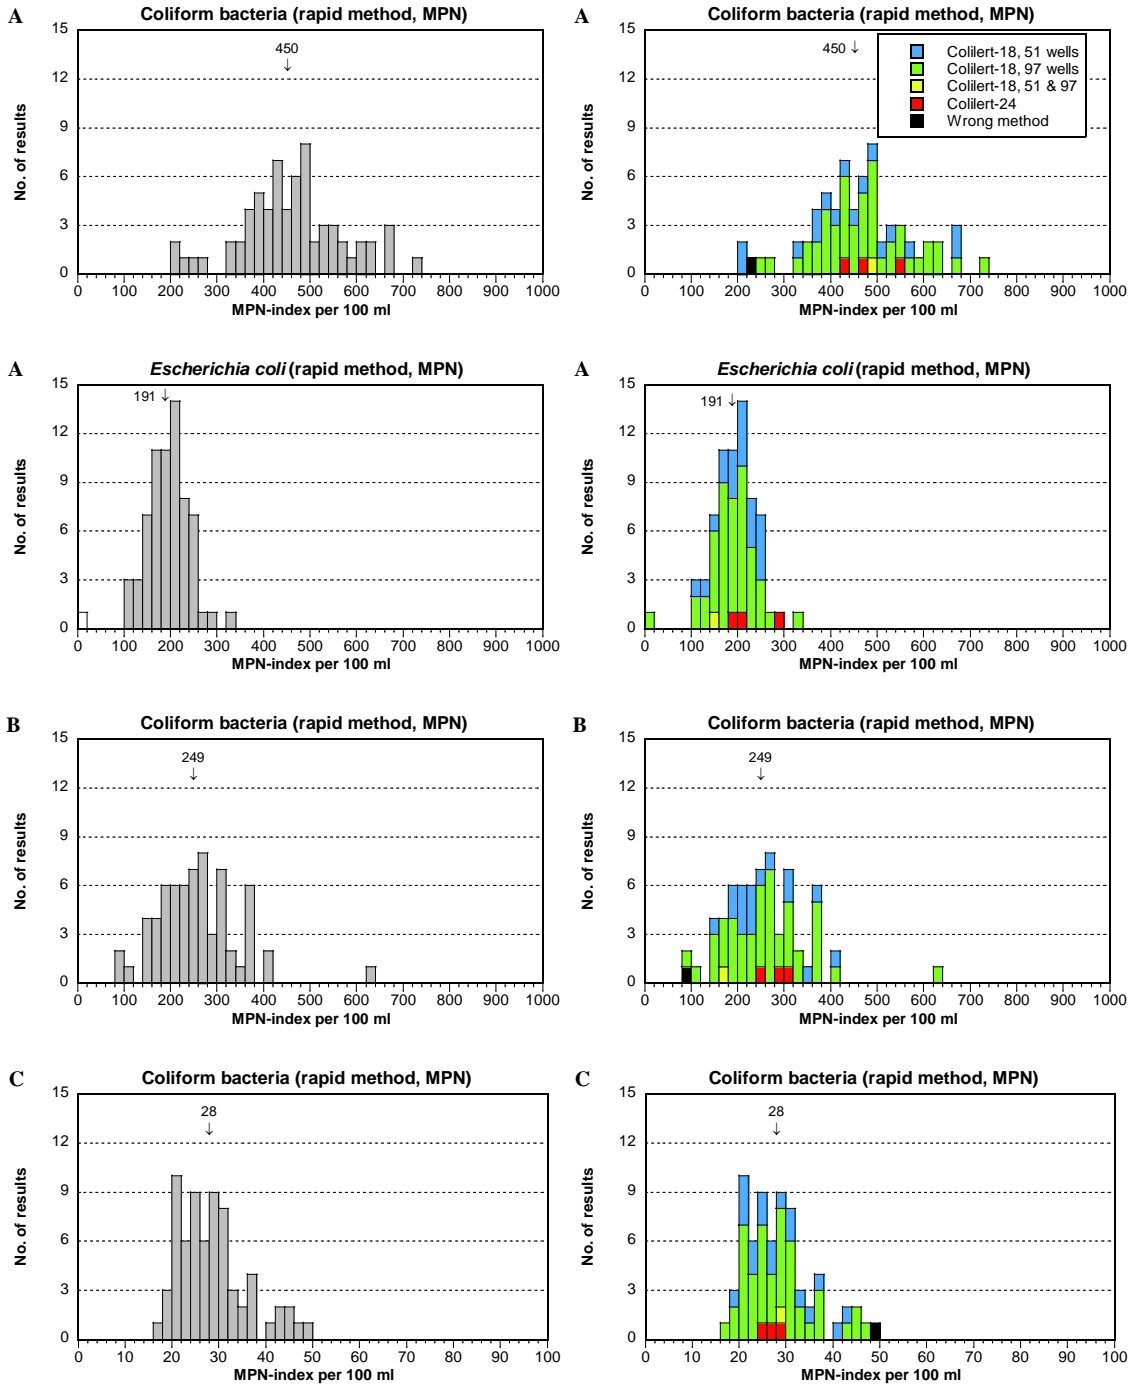 A
Coliform bacteria (rapid method, MPN)
15
12
9
6
3
0
No. of results
450
↓
0 100 200 300 400 500 600 700 800 900 1000
MPN-index per 100 ml
A
Coliform bacteria (rapid method, MPN)
15
12
9
6
3
0
No. of results
450 ↓
Colilert-18, 51 wells
Colilert-18, 97 wells
Colilert-18, 51 & 97
Colilert-24
Wrong method
0 100 200 300 400 500 600 700 800 900 1000
MPN-index per 100 ml
A
Escherichia coli (rapid method, MPN)
15
12
9
6
3
0
No. of results
191 ↓
0 100 200 300 400 500 600 700 800 900 1000
MPN-index per 100 ml
A
Escherichia coli (rapid method, MPN)
15
12
9
6
3
0
No. of results
191 ↓
0 100 200 300 400 500 600 700 800 900 1000
MPN-index per 100 ml
B
Coliform bacteria (rapid method, MPN)
15
12
9
6
3
0
No. of results
249
↓
0 100 200 300 400 500 600 700 800 900 1000
MPN-index per 100 ml
B
Coliform bacteria (rapid method, MPN)
15
12
9
6
3
0
No. of results
249
↓
0 100 200 300 400 500 600 700 800 900 1000
MPN-index per 100 ml
C
Coliform bacteria (rapid method, MPN)
15
12
9
6
3
0
No. of results
28
↓
0 10 20 30 40 50 60 70 80 90 100
MPN-index per 100 ml
C
Coliform bacteria (rapid method, MPN)
15
12
9
6
3
0
No. of results
28
↓
0 10 20 30 40 50 60 70 80 90 100
MPN-index per 100 ml